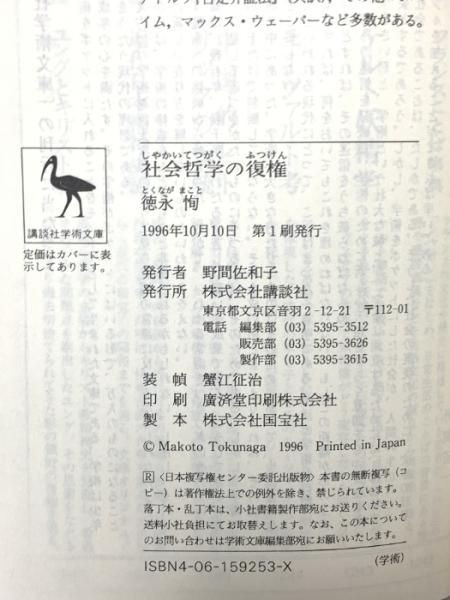 イム，マックス・ウェーバーなど多数がある。
講談社学術文庫
定価はカバーに表
示してあります。
しゃかいてつがく　ふっけん
社会哲学の復権
とくなが まこと
徳永 恂
1996年10月10日　第1刷発行
発行者　野間佐和子
発行所　株式会社講談社
東京都文京区音羽2-12-21　〒112-01
電話　編集部 (03) 5395-3512
販売部 (03) 5395-3626
製作部 (03) 5395-3615
装　幀　蟹江征治
印　刷　廣済堂印刷株式会社
製　本　株式会社国宝社
© Makoto Tokunaga　1996　Printed in Japan
Ⓡ〈日本複写権センター委託出版物〉本書の無断複写（コ
ピー）は著作権法上での例外を除き、禁じられています。
落丁本・乱丁本は、小社書籍製作部宛にお送りください。
送料小社負担にてお取替えします。なお、この本について
のお問い合わせは学術文庫編集部宛にお願いいたします。
ISBN4-06-159253-X
（学術）